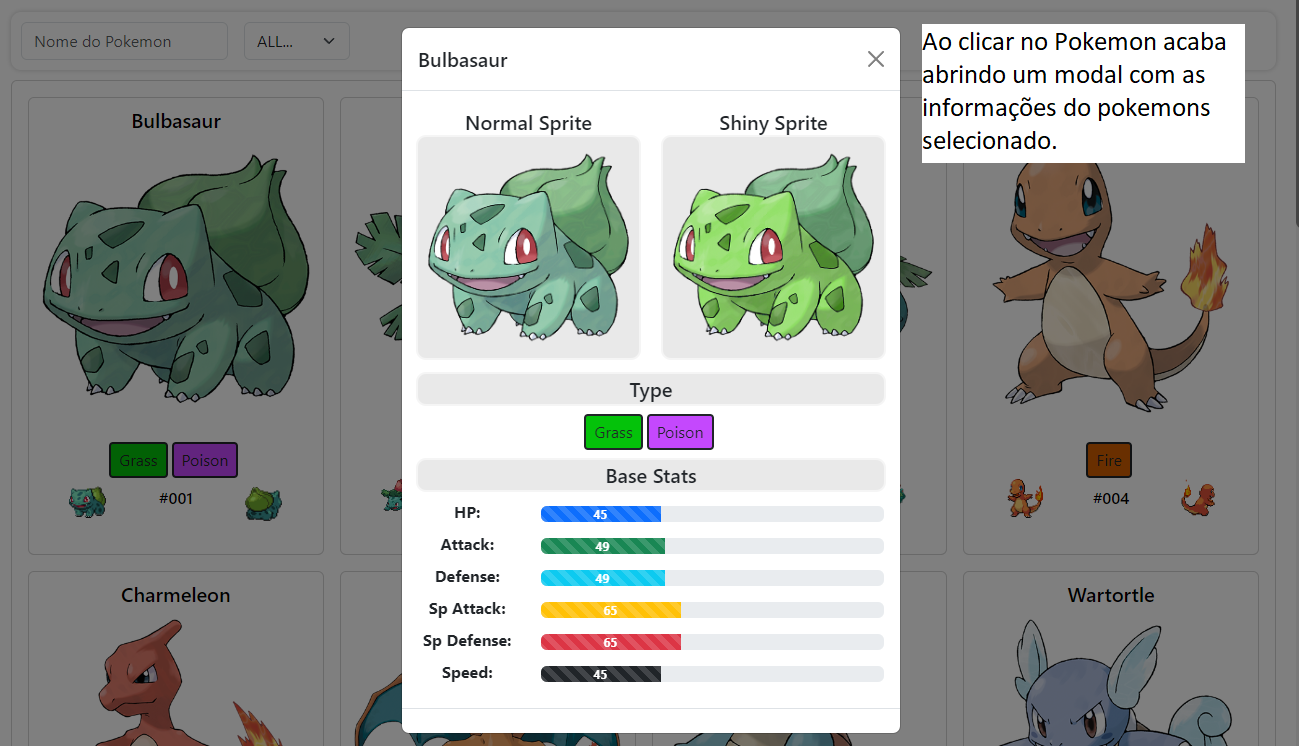 Nome do Pokemon
ALL...
Bulbasaur
Ao clicar no Pokemon acaba
abrindo um modal com as
informações do pokemons
selecionado.
Bulbasaur
Normal Sprite
Shiny Sprite
Type
Grass
Poison
Base Stats
HP:
45
Attack:
49
Defense:
49
Sp Attack:
65
Sp Defense:
65
Speed:
45
Grass
Poison
#001
Fire
#004
Charmeleon
Wartortle